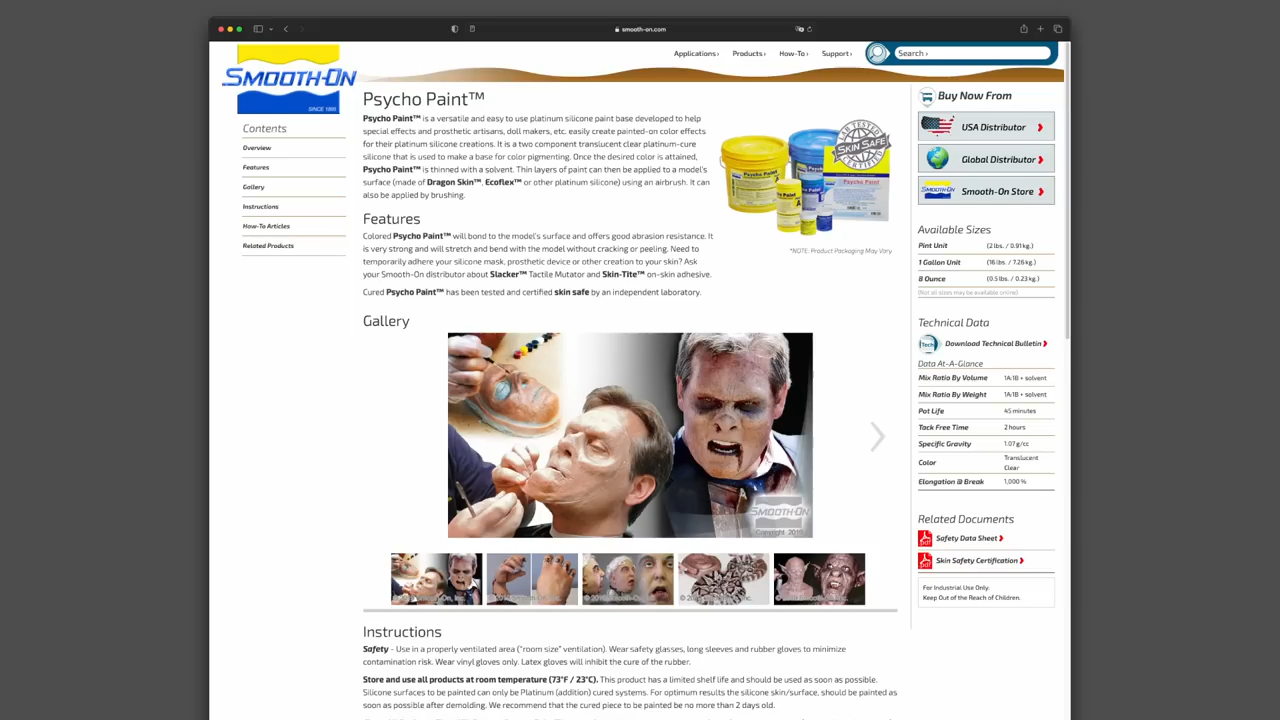 smooth-on.com
SMOOTH-ON
SINCE 1895
Applications ›
Products ›
How-To ›
Support ›
Search ›
Contents
Overview
Features
Gallery
Instructions
How-To Articles
Related Products
Psycho Paint™
Psycho Paint™ is a versatile and easy to use platinum silicone paint base developed to help
special effects and prosthetic artisans, doll makers, etc. easily create painted-on color effects
for their platinum silicone creations. It is a two component translucent clear platinum-cure
silicone that is used to make a base for color pigmenting. Once the desired color is attained,
Psycho Paint™ is thinned with a solvent. Thin layers of paint can then be applied to a model's
surface (made of Dragon Skin™, Ecoflex™ or other platinum silicone) using an airbrush. It can
also be applied by brushing.
SKIN SAFE
CERTIFIED
Psycho Paint
*NOTE: Product Packaging May Vary
Features
Colored Psycho Paint™ will bond to the model's surface and offers good abrasion resistance. It
is very strong and will stretch and bend with the model without cracking or peeling. Need to
temporarily adhere your silicone mask, prosthetic device or other creation to your skin? Ask
your Smooth-On distributor about Slacker™ Tactile Mutator and Skin-Tite™ on-skin adhesive.
Cured Psycho Paint™ has been tested and certified skin safe by an independent laboratory.
Gallery
SMOOTH-ON
Instructions
Safety - Use in a properly ventilated area ("room size" ventilation). Wear safety glasses, long sleeves and rubber gloves to minimize
contamination risk. Wear vinyl gloves only. Latex gloves will inhibit the cure of the rubber.
Store and use all products at room temperature (73°F / 23°C). This product has a limited shelf life and should be used as soon as possible.
Silicone surfaces to be painted can only be Platinum (addition) cured systems. For optimum results the silicone skin/surface, should be painted as
soon as possible after demolding. We recommend that the cured piece to be painted be no more than 2 days old.
Buy Now From
USA Distributor
Global Distributor
Smooth-On Store
Available Sizes
Pint Unit (2 lbs. / 0.91 kg.)
1 Gallon Unit (16 lbs. / 7.26 kg.)
8 Ounce (0.5 lbs. / 0.23 kg.)
(Not all sizes may be available online)
Technical Data
Tech
Download Technical Bulletin
Data At-A-Glance
Mix Ratio By Volume 1A:1B + solvent
Mix Ratio By Weight 1A:1B + solvent
Pot Life 45 minutes
Tack Free Time 2 hours
Specific Gravity 1.07 g/cc
Color Translucent
Clear
Elongation @ Break 1,000 %
Related Documents
Safety Data Sheet
Skin Safety Certification
For Industrial Use Only.
Keep Out of the Reach of Children.